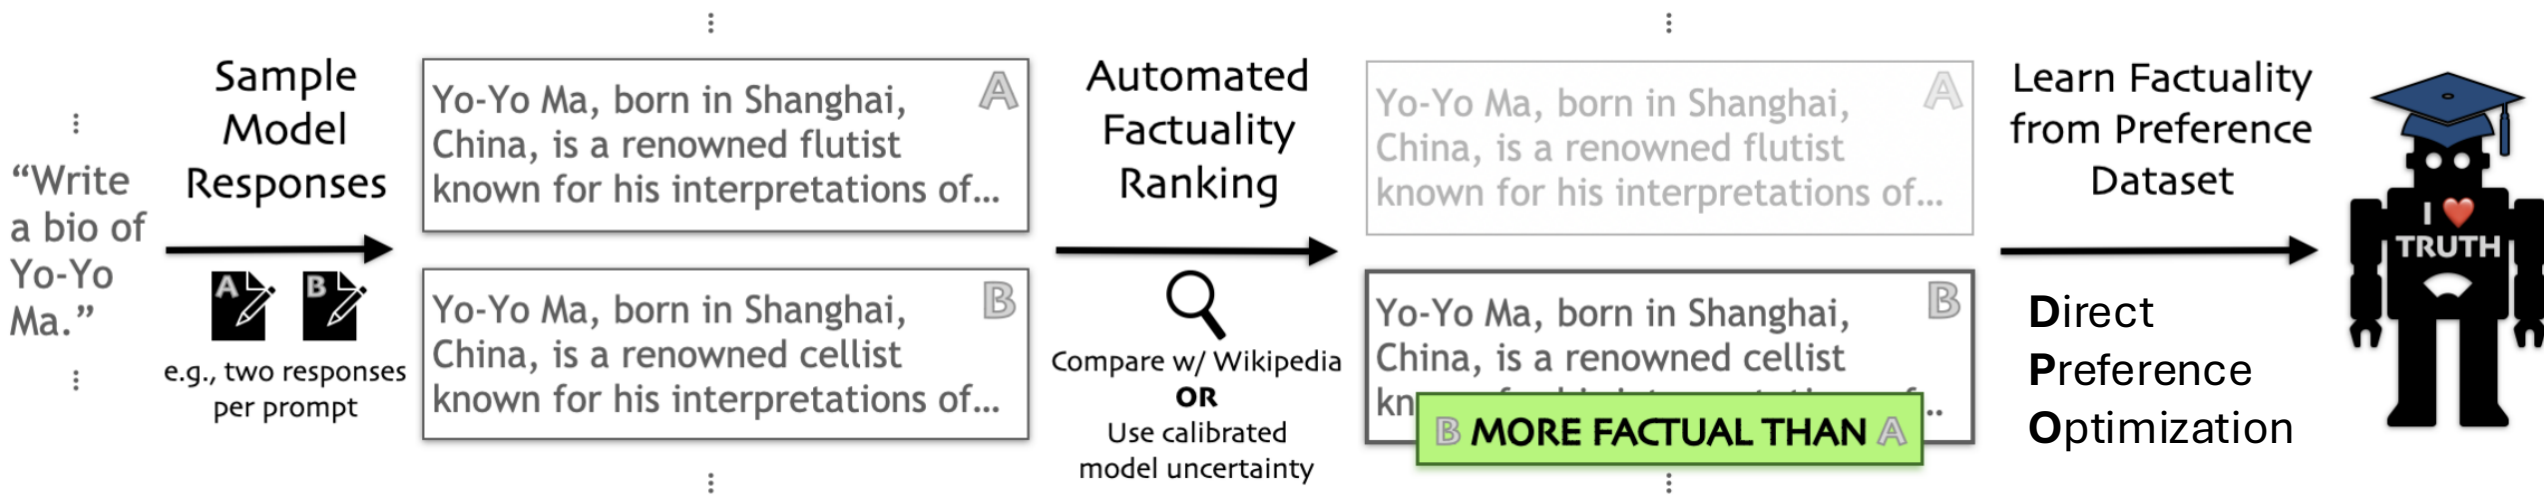 “Write
a bio of
Yo-Yo
Ma.”
Sample
Model
Responses
A
B
e.g., two responses
per prompt
Yo-Yo Ma, born in Shanghai,
A
China, is a renowned flutist
known for his interpretations of...
Yo-Yo Ma, born in Shanghai,
B
China, is a renowned cellist
known for his interpretations of...
Automated
Factuality
Ranking
Compare w/ Wikipedia
OR
Use calibrated
model uncertainty
Yo-Yo Ma, born in Shanghai,
A
China, is a renowned flutist
known for his interpretations of...
Yo-Yo Ma, born in Shanghai,
B
China, is a renowned cellist
B MORE FACTUAL THAN A
Learn Factuality
from Preference
Dataset
Direct
Preference
Optimization
I ❤️
TRUTH